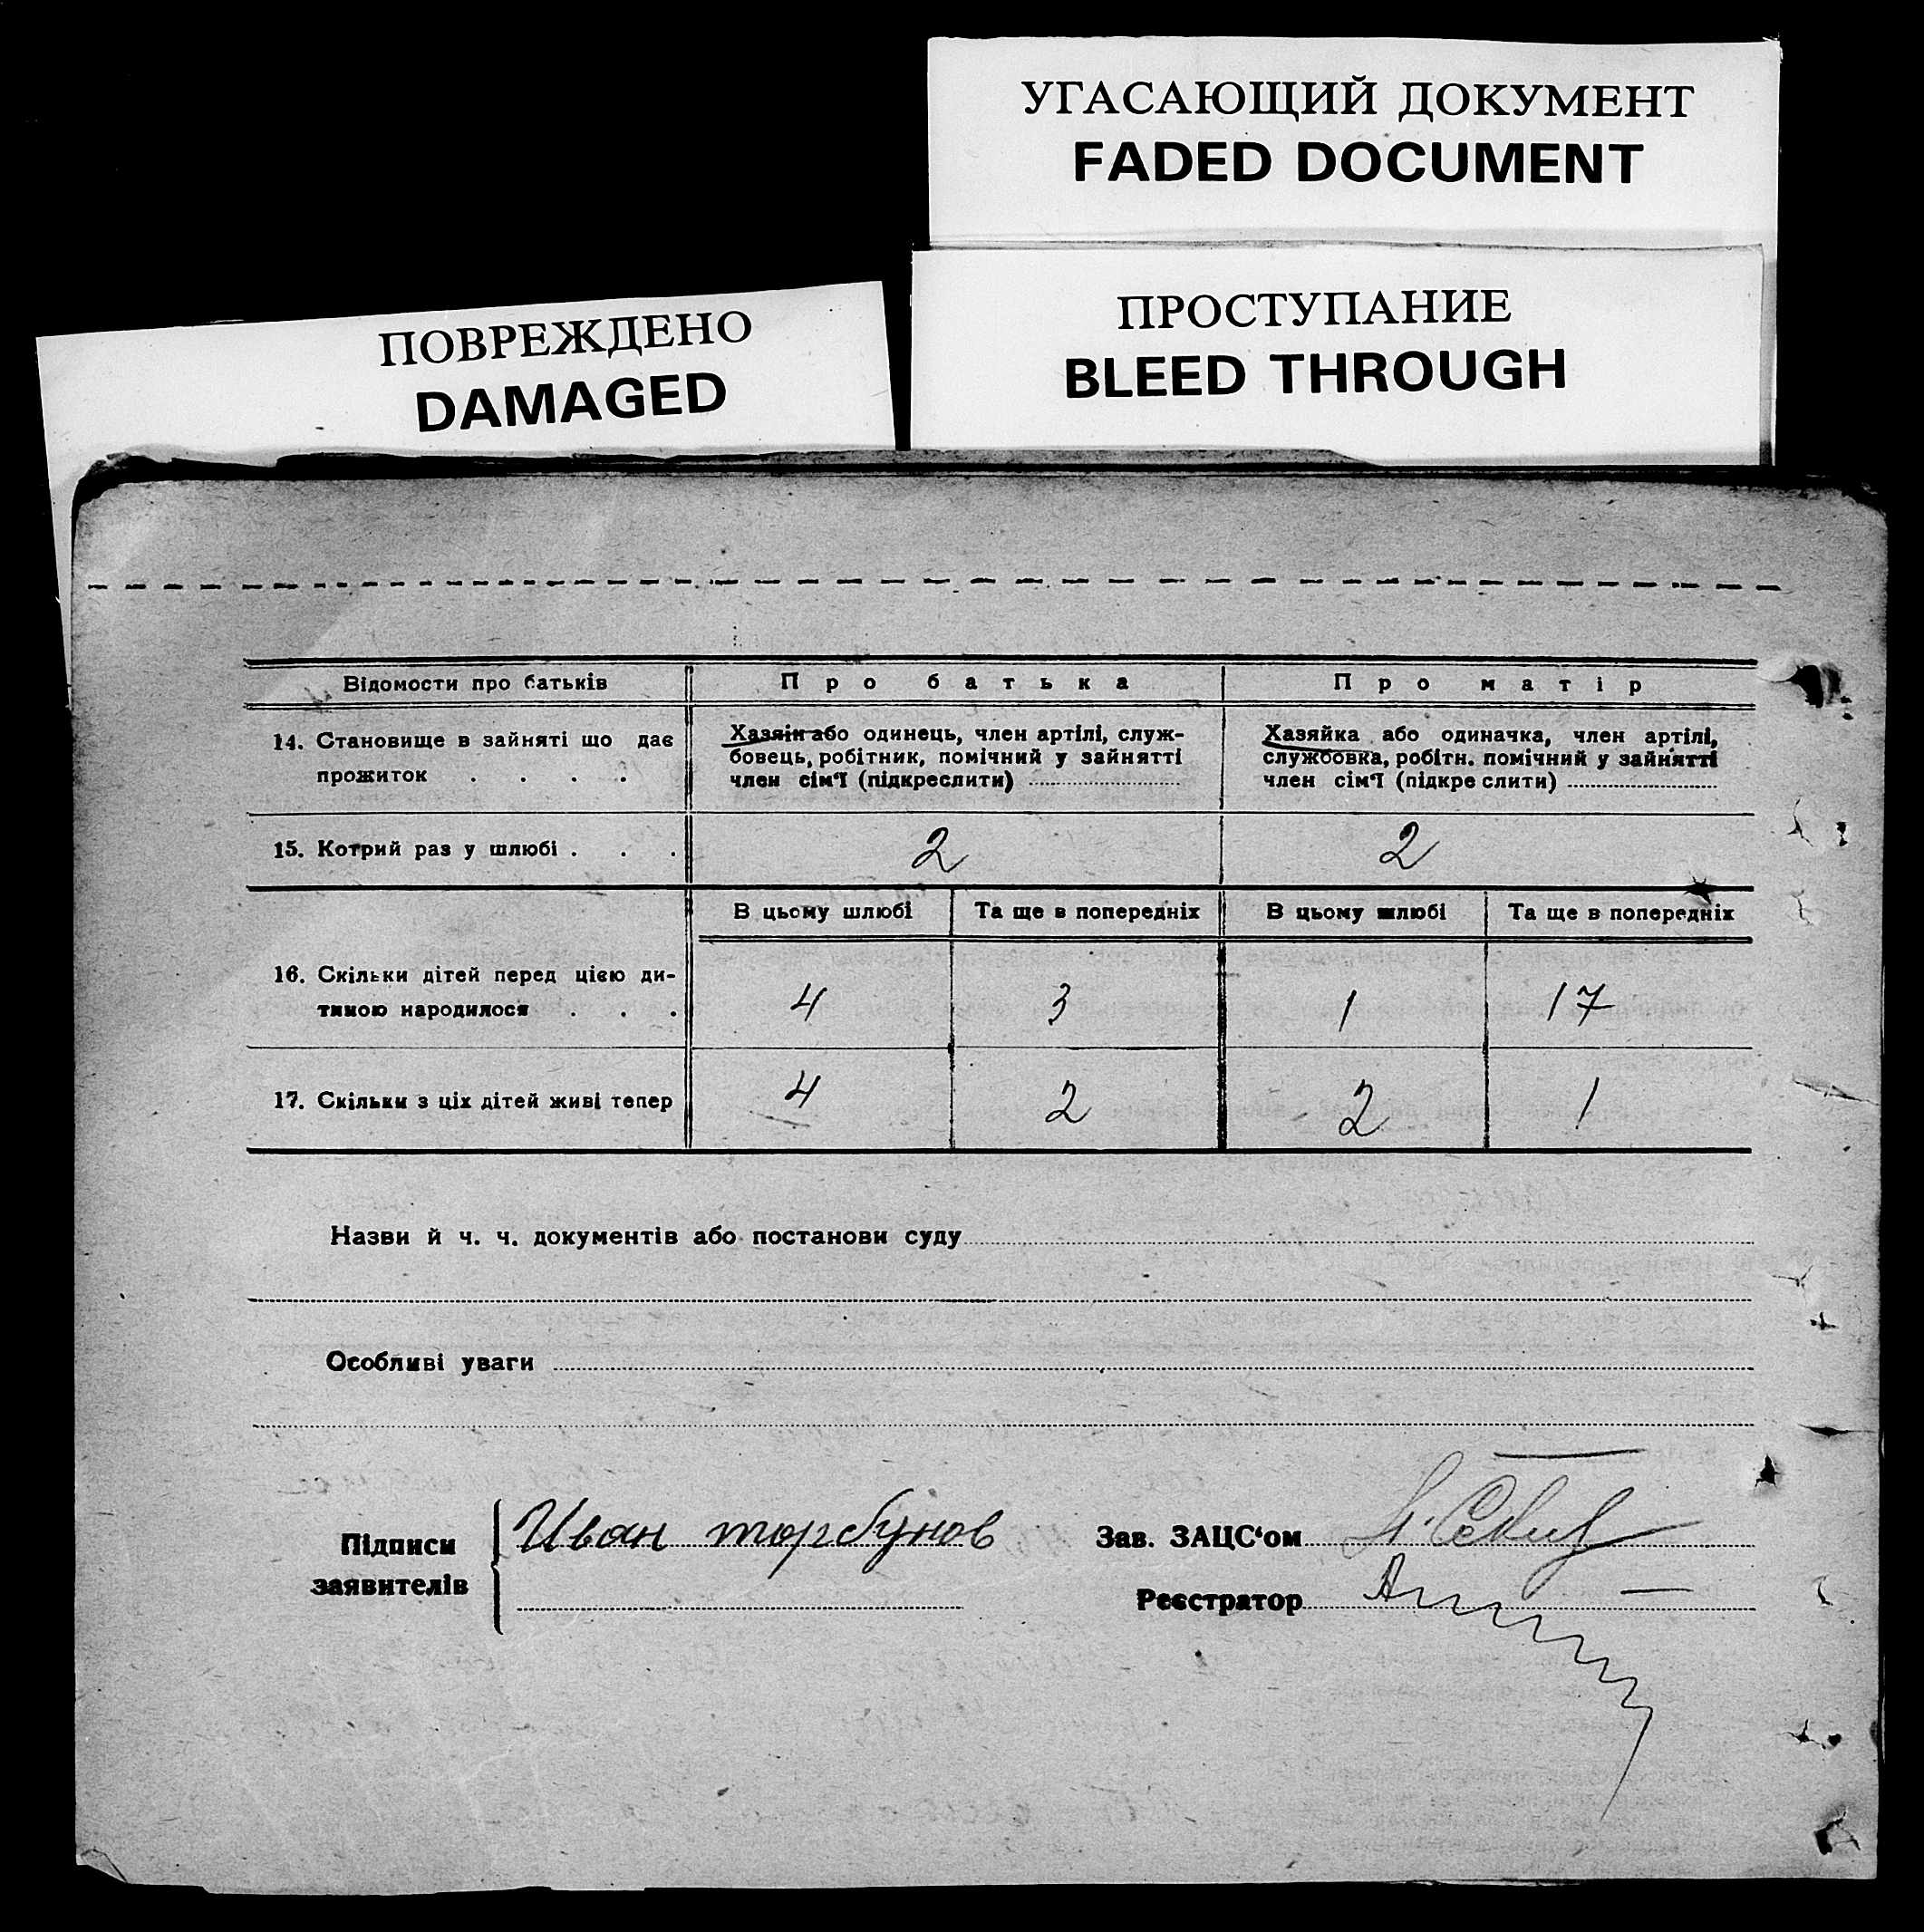 УГАСАЮЩИЙ ДОКУМЕНТ
FADED DOCUMENT
ПРОСТУПАНИЕ
BLEED THROUGH
ПОВРЕЖДЕНО
DAMAGED
Відомости про батьків
Про батька
Про матір
14. Становище в зайняті що дає
прожиток . . . .
Хазяін або одинець, член артілі, служ-
бовець, робітник, помічний у зайнятті
член сім'ї (підкреслити)
Хазяйка або одиначка, член артілі,
службовка, робітн. помічний у зайнятті
член сім'ї (підкреслити)
15. Котрий раз у шлюбі . . .
2
2
В цьому шлюбі
Та ще в попередніх
В цьому шлюбі
Та ще в попередніх
16. Скільки дітей перед цією ди-
тиною народилося . . .
4
3
1
17
17. Скільки з ціх дітей живі тепер
4
2
2
1
Назви й ч. ч. документів або постанови суду
Особливі уваги
Підписи
заявителів
Иван торбунов
Зав. ЗАЦС'ом
Реєстратор